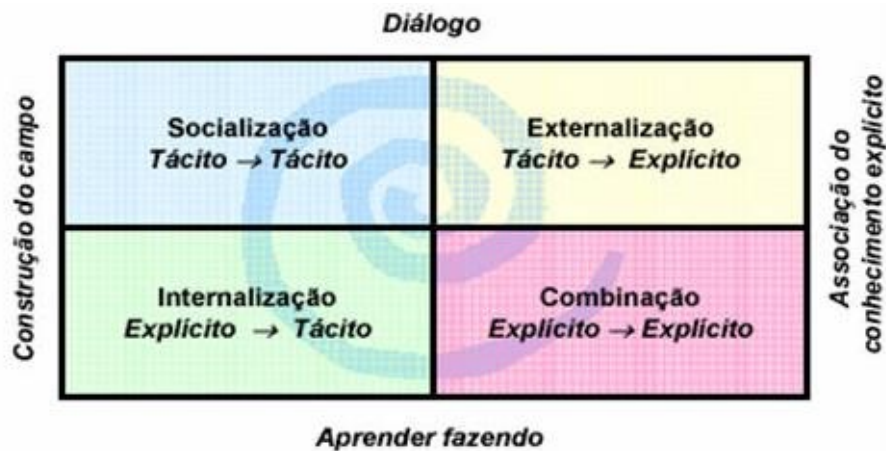 Diálogo
Construção do campo
Socialização
Tácito → Tácito
Externalização
Tácito → Explícito
Associação do
conhecimento explícito
Internalização
Explícito → Tácito
Combinação
Explícito → Explícito
Aprender fazendo